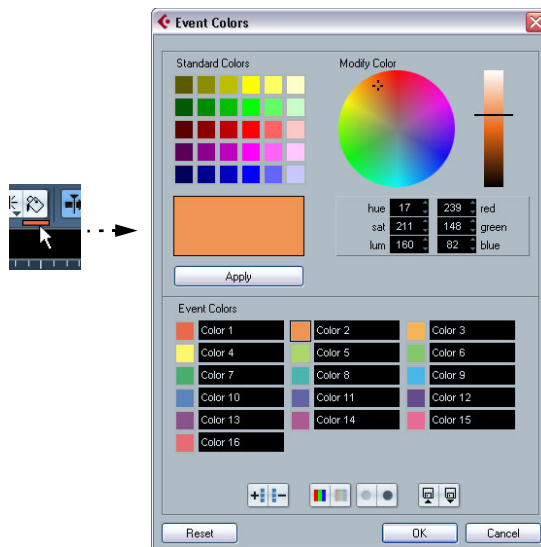 Event Colors
Standard Colors
Modify Color
hue 17 239 red
sat 211 148 green
lum 160 82 blue
Apply
Event Colors
Color 1 Color 2 Color 3
Color 4 Color 5 Color 6
Color 7 Color 8 Color 9
Color 10 Color 11 Color 12
Color 13 Color 14 Color 15
Color 16
Reset OK Cancel